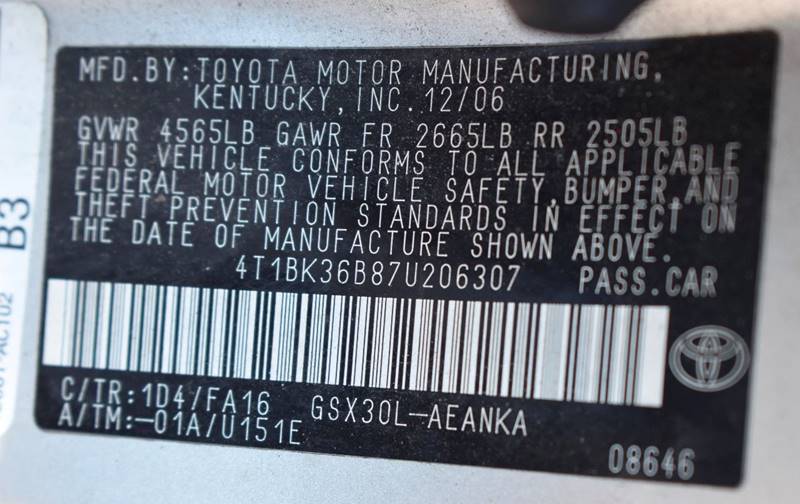 MFD.BY:TOYOTA MOTOR MANUFACTURING,
KENTUCKY,INC.12/06
GVWR 4565LB GAWR FR 2665LB RR 2505LB
THIS VEHICLE CONFORMS TO ALL APPLICABLE
FEDERAL MOTOR VEHICLE SAFETY,BUMPER,AND
THEFT PREVENTION STANDARDS IN EFFECT ON
THE DATE OF MANUFACTURE SHOWN ABOVE.
4T1BK36B87U206307 PASS.CAR
C/TR:1D4/FA16 GSX30L-AEANKA
A/TM:-01A/U151E
08646
B3